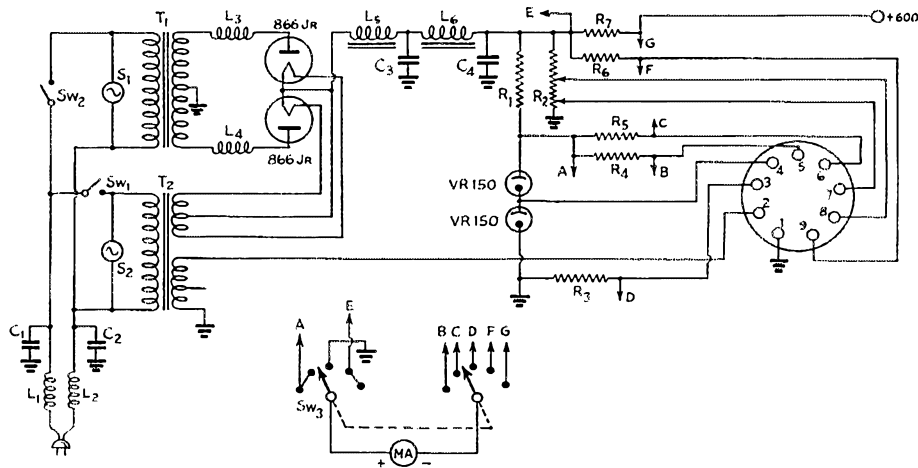 T1
L3
866 JR
L5
L6
E
R7
+600
G
C3
C4
R6
F
S1
SW2
R1
R2
L4
866 JR
R5
C
A
R4
B
SW1
T2
VR150
VR150
S2
R3
D
1
2
3
4
5
6
7
8
9
C1
C2
L1
L2
A
E
B C D F G
SW3
+ MA −